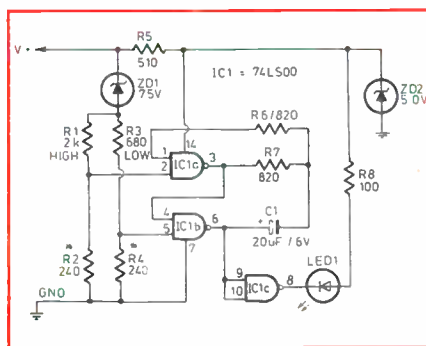 V
R5
510
IC1 = 74LS00
ZD1
7.5V
ZD2
5.0V
R1
2k
HIGH
R3
680
LOW
R6/820
14
1
2
IC1c
3
R7
820
R8
100
4
5
IC1b
6
7
+
C1
20uF / 6V
*
R2
240
*
R4
240
9
10
IC1c
8
LED1
GND